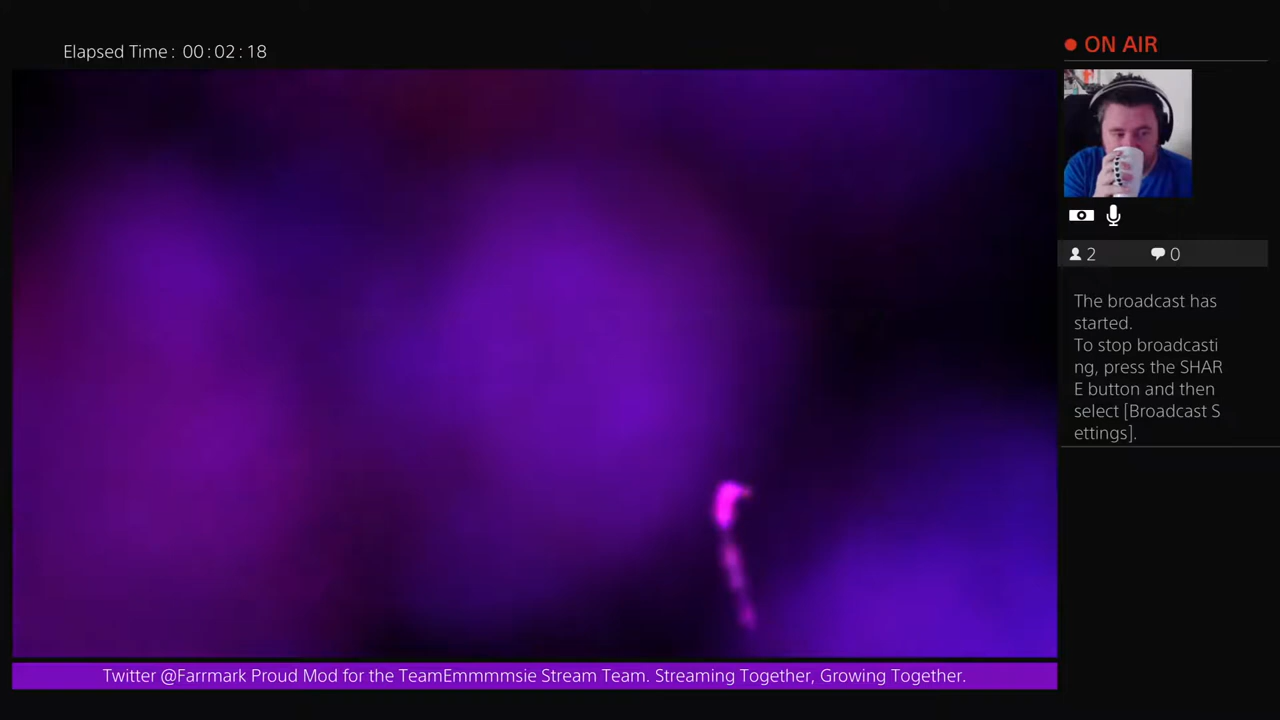 Elapsed Time: 00:02:18
ON AIR
2
0
The broadcast has
started.
To stop broadcasti
ng, press the SHAR
E button and then
select [Broadcast S
ettings].
Twitter @Farrmark Proud Mod for the TeamEmmmmsie Stream Team. Streaming Together, Growing Together.